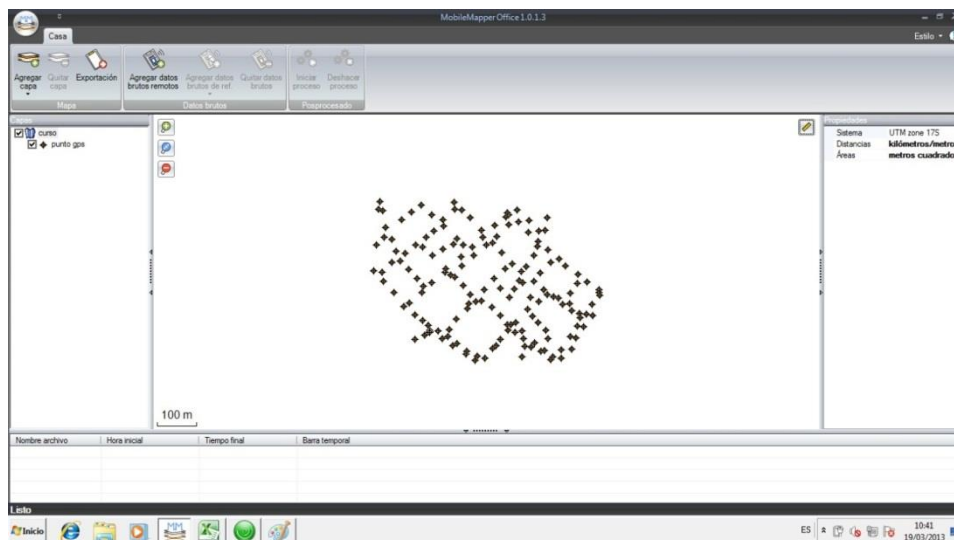 MobileMapper Office 1.0.1.3
Casa
Estilo
Agregar capa
Quitar capa
Exportación
Agregar datos brutos remotos
Agregar datos brutos de ref.
Quitar datos brutos
Iniciar proceso
Deshacer proceso
Mapa
Datos brutos
Posprocesado
Capas
Propiedades
curso
punto gps
Sistema UTM zone 17S
Distancias kilómetros/metro
Áreas metros cuadrado
100 m
Nombre archivo Hora inicial Tiempo final Barra temporal
Listo
Inicio
MM
ES
10:41
19/03/2013